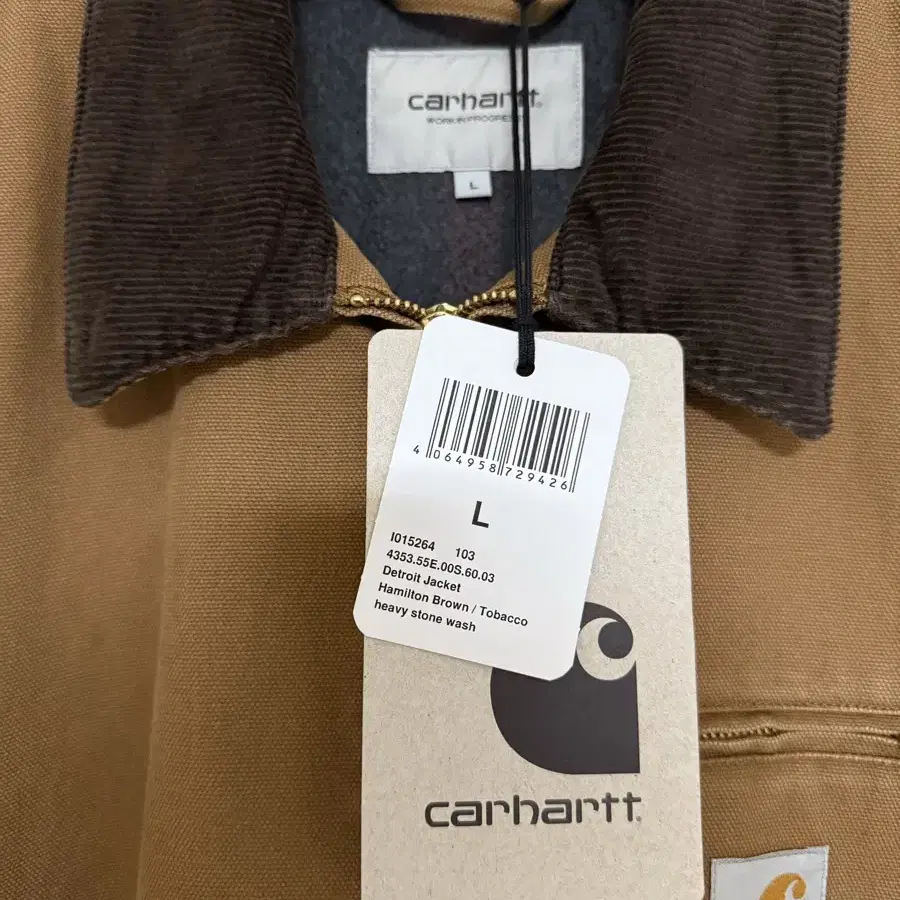 carhartt
WORK IN PROGRESS
L
4 064958 729426
L
I015264 103
4353.55E.00S.60.03
Detroit Jacket
Hamilton Brown / Tobacco
heavy stone wash
carhartt